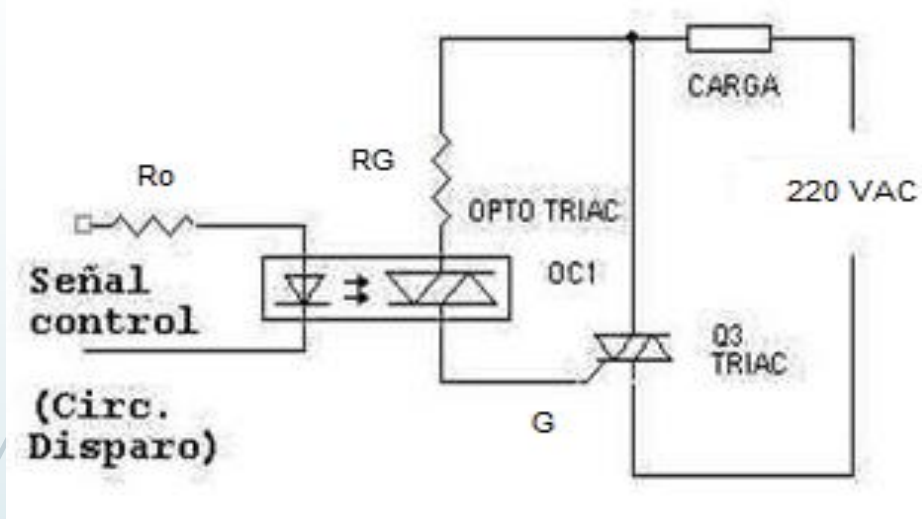 CARGA
Ro
RG
220 VAC
OPTO TRIAC
OC1
Señal
control
Q3
TRIAC
(Circ.
Disparo)
G